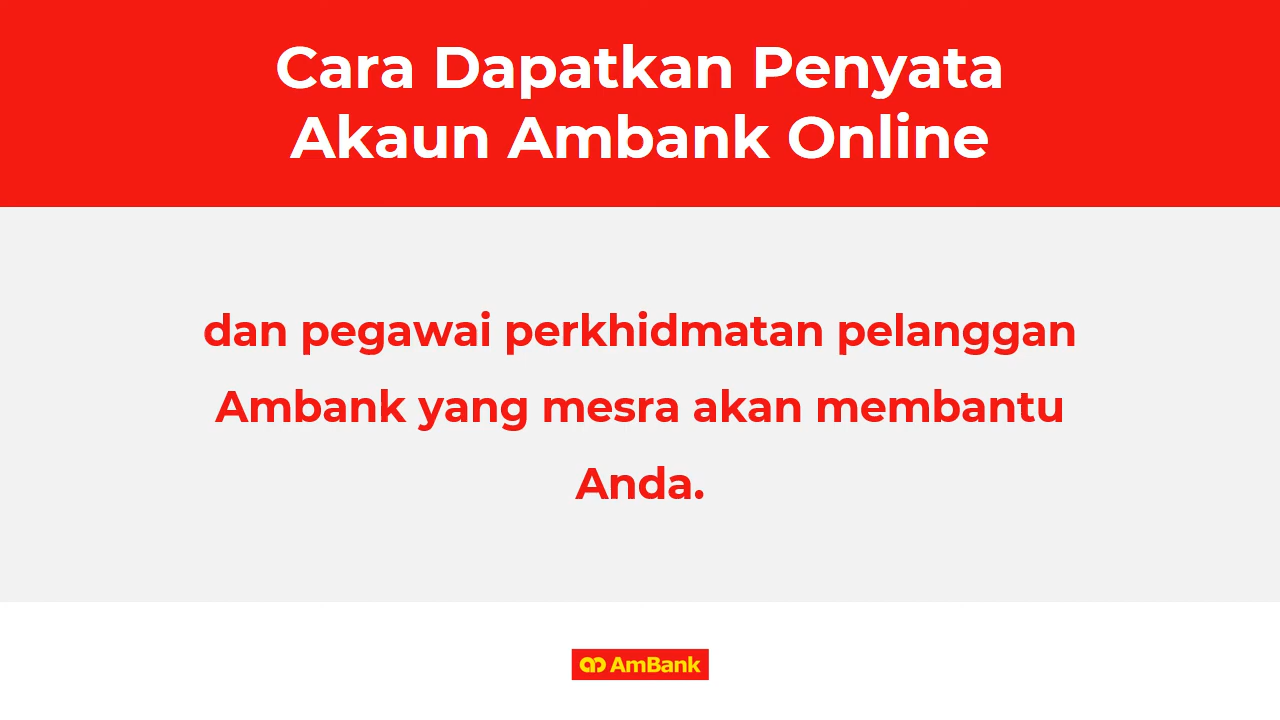 Cara Dapatkan Penyata
Akaun Ambank Online
dan pegawai perkhidmatan pelanggan
Ambank yang mesra akan membantu
Anda.
AmBank